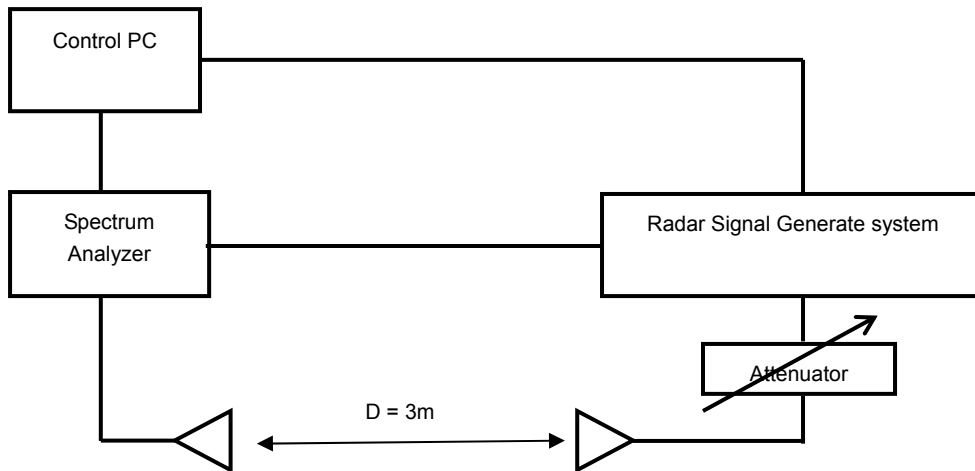 Control PC
Spectrum
Analyzer
Radar Signal Generate system
Attenuator
D = 3m